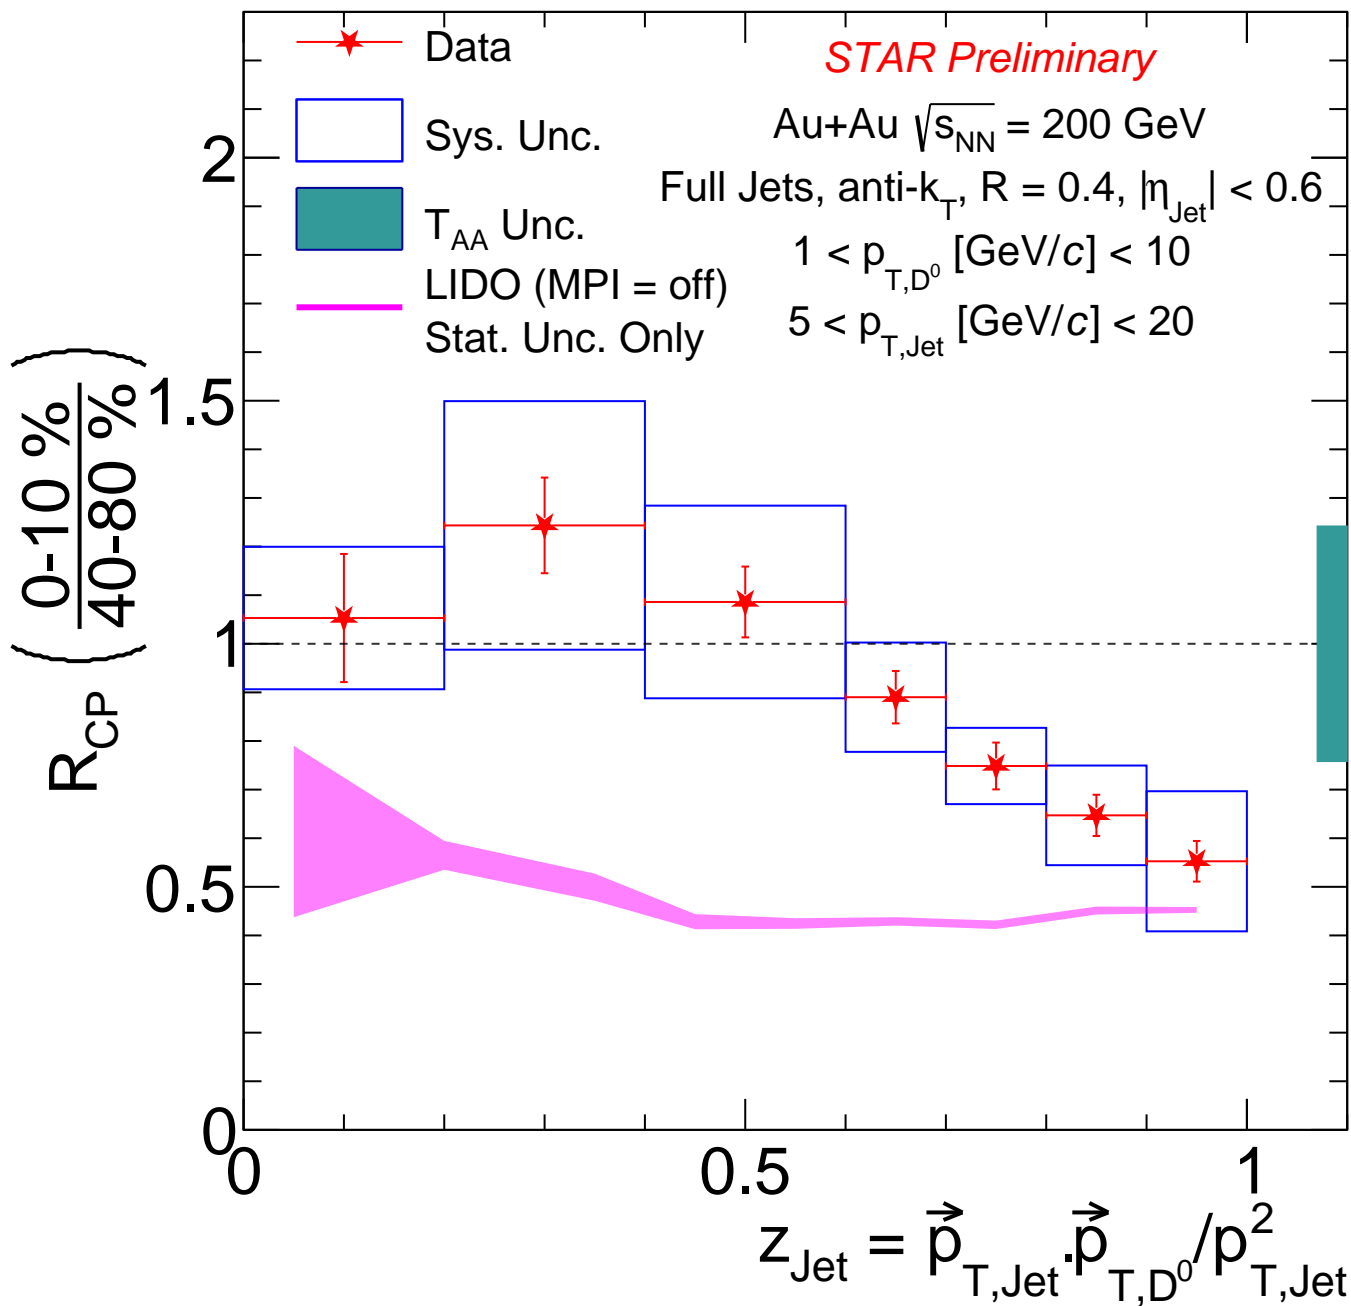 Data
Sys. Unc.
T_AA Unc.
LIDO (MPI = off)
Stat. Unc. Only
STAR Preliminary
Au+Au √s_NN = 200 GeV
Full Jets, anti-k_T, R = 0.4, |η_Jet| < 0.6
1 < p_T,D⁰ [GeV/c] < 10
5 < p_T,Jet [GeV/c] < 20
R_CP (0-10 % / 40-80 %)
2
1.5
1
0.5
0
0 0.5 1
z_Jet = p⃗_T,Jet.p⃗_T,D⁰/p²_T,Jet